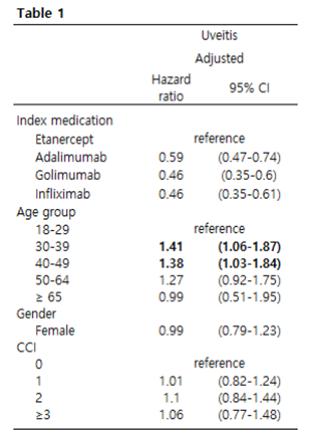 Table 1
Uveitis
Adjusted
Hazard ratio 95% CI
Index medication
Etanercept reference
Adalimumab 0.59 (0.47-0.74)
Golimumab 0.46 (0.35-0.6)
Infliximab 0.46 (0.35-0.61)
Age group
18-29 reference
30-39 1.41 (1.06-1.87)
40-49 1.38 (1.03-1.84)
50-64 1.27 (0.92-1.75)
≥ 65 0.99 (0.51-1.95)
Gender
Female 0.99 (0.79-1.23)
CCI
0 reference
1 1.01 (0.82-1.24)
2 1.1 (0.84-1.44)
≥3 1.06 (0.77-1.48)